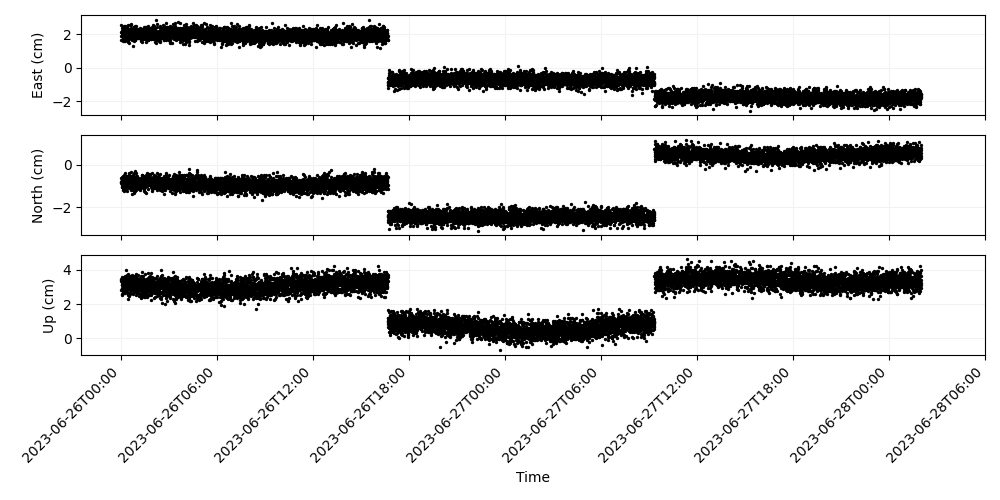 East (cm)
2
0
−2
North (cm)
0
−2
Up (cm)
4
2
0
2023-06-26T00:00
2023-06-26T06:00
2023-06-26T12:00
2023-06-26T18:00
2023-06-27T00:00
2023-06-27T06:00
2023-06-27T12:00
2023-06-27T18:00
2023-06-28T00:00
2023-06-28T06:00
Time